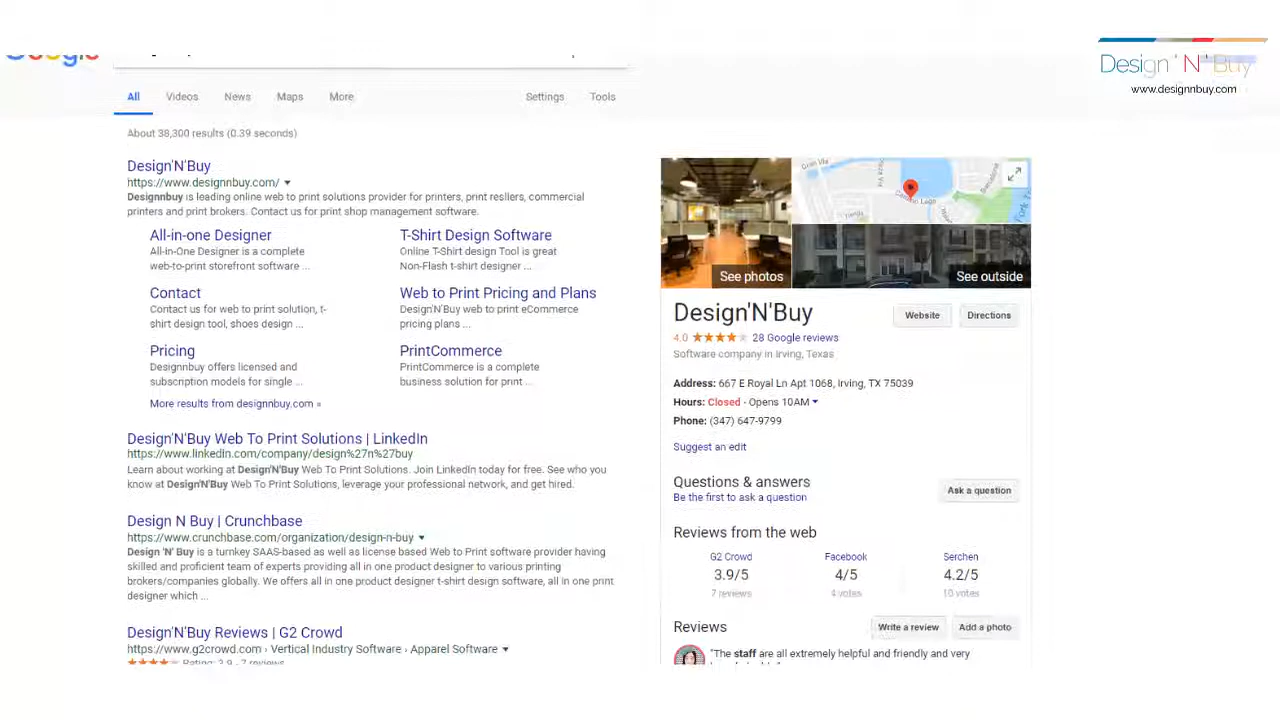 Google
Design'N'Buy
www.designnbuy.com
All Videos News Maps More Settings Tools
About 38,300 results (0.39 seconds)
Design'N'Buy
https://www.designnbuy.com/
Designnbuy is leading online web to print solutions provider for printers, print resllers, commercial
printers and print brokers. Contact us for print shop management software.
All-in-one Designer
All-in-One Designer is a complete
web-to-print storefront software ...
T-Shirt Design Software
Online T-Shirt design Tool is great
Non-Flash t-shirt designer ...
Contact
Contact us for web to print solution, t-
shirt design tool, shoes design ...
Web to Print Pricing and Plans
Design'N'Buy web to print eCommerce
pricing plans ...
Pricing
Designnbuy offers licensed and
subscription models for single ...
PrintCommerce
PrintCommerce is a complete
business solution for print ...
More results from designnbuy.com »
Design'N'Buy Web To Print Solutions | LinkedIn
https://www.linkedin.com/company/design%27n%27buy
Learn about working at Design'N'Buy Web To Print Solutions. Join LinkedIn today for free. See who you
know at Design'N'Buy Web To Print Solutions, leverage your professional network, and get hired.
Design N Buy | Crunchbase
https://www.crunchbase.com/organization/design-n-buy
Design 'N' Buy is a turnkey SAAS-based as well as license based Web to Print software provider having
skilled and proficient team of experts providing all in one product designer to various printing
brokers/companies globally. We offers all in one product designer t-shirt design software, all in one print
designer which ...
Design'N'Buy Reviews | G2 Crowd
https://www.g2crowd.com › Vertical Industry Software › Apparel Software
Rating: 3.9 - 7 reviews
See photos
See outside
Design'N'Buy
Website Directions
4.0 28 Google reviews
Software company in Irving, Texas
Address: 667 E Royal Ln Apt 1068, Irving, TX 75039
Hours: Closed · Opens 10AM
Phone: (347) 647-9799
Suggest an edit
Questions & answers
Be the first to ask a question
Ask a question
Reviews from the web
G2 Crowd Facebook Serchen
3.9/5 4/5 4.2/5
7 reviews 4 votes 10 votes
Reviews
Write a review Add a photo
"The staff are all extremely helpful and friendly and very